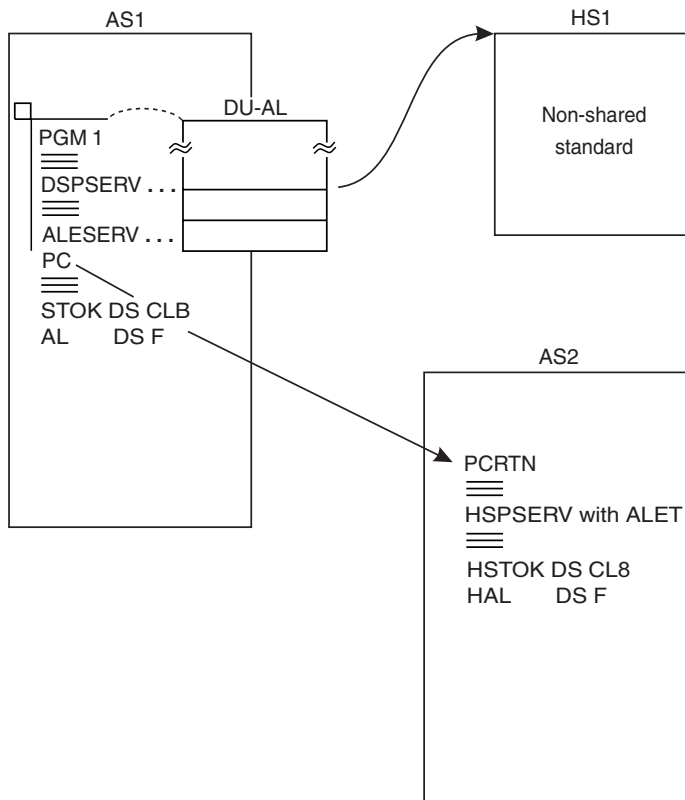 AS1
DU-AL
PGM 1
DSPSERV . . .
ALESERV . . .
PC
STOK DS CLB
AL DS F
HS1
Non-shared
standard
AS2
PCRTN
HSPSERV with ALET
HSTOK DS CL8
HAL DS F